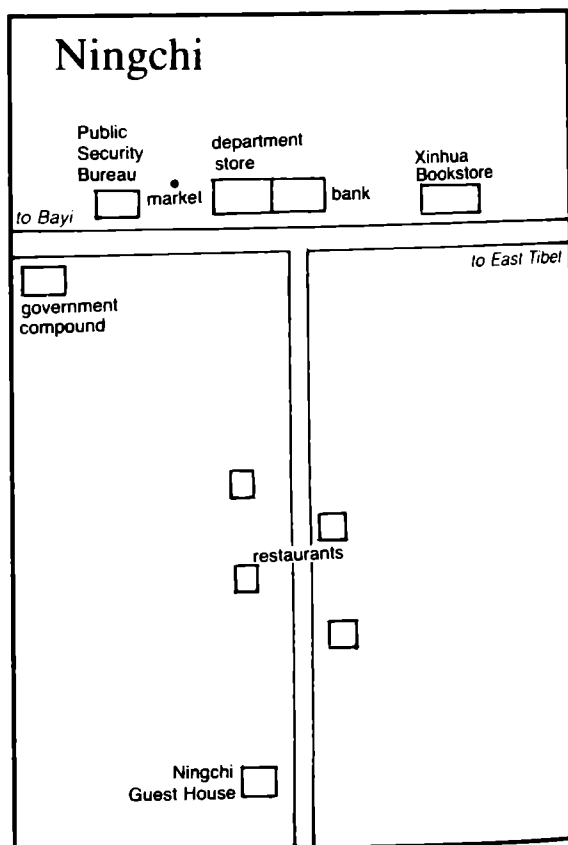 Ningchi
Public
Security
Bureau
market
department
store
bank
Xinhua
Bookstore
to Bayi
to East Tibet
government
compound
restaurants
Ningchi
Guest House